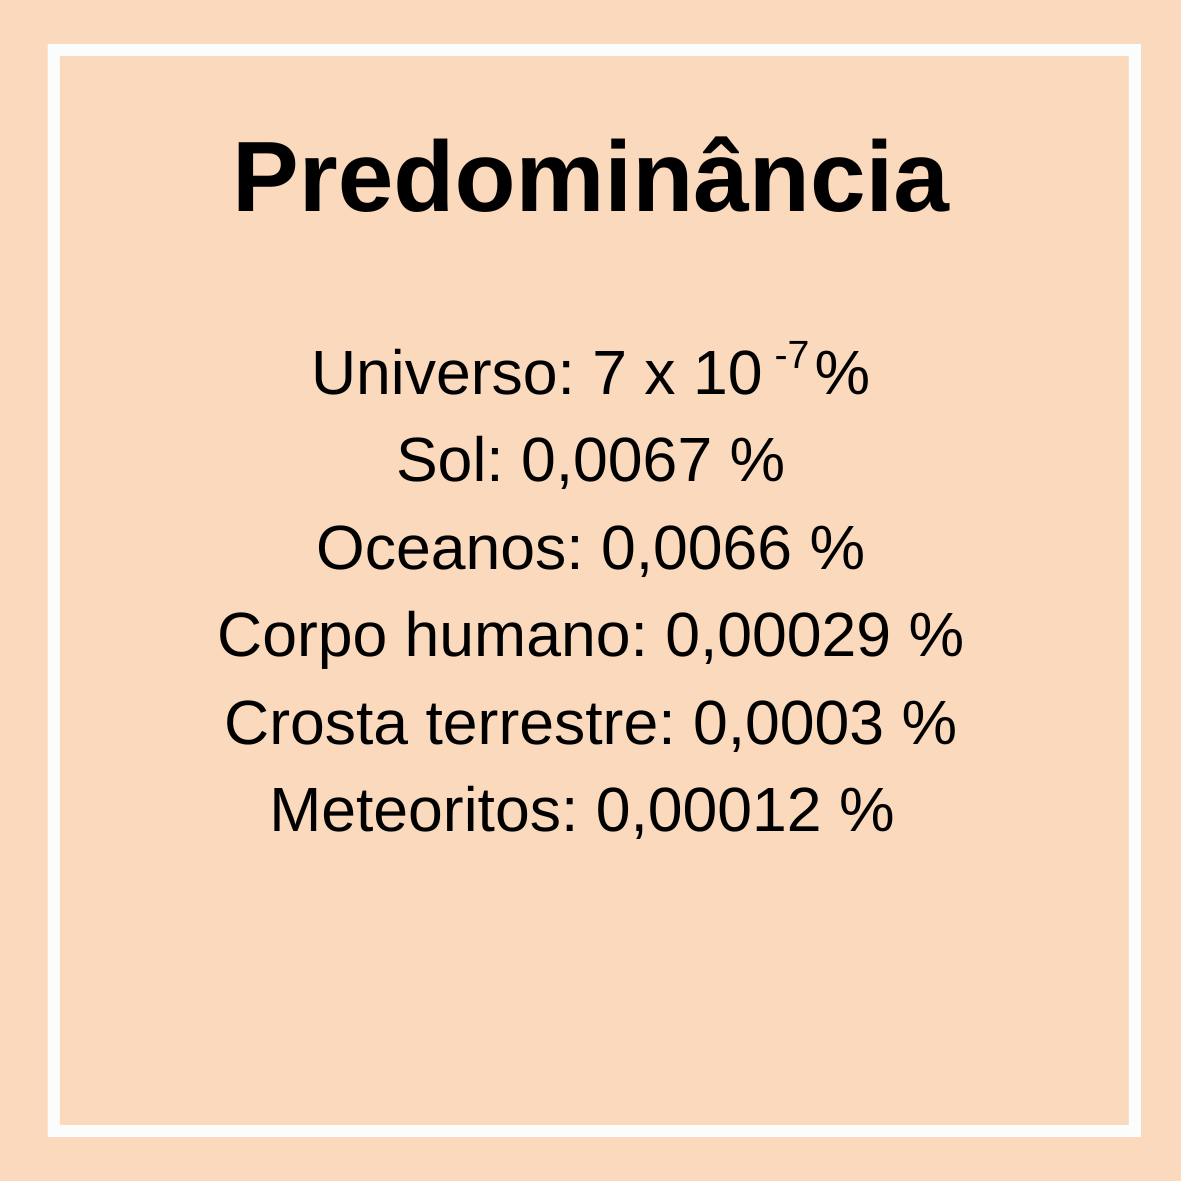 Predominância
Universo: 7 x 10 ⁻⁷%
Sol: 0,0067 %
Oceanos: 0,0066 %
Corpo humano: 0,00029 %
Crosta terrestre: 0,0003 %
Meteoritos: 0,00012 %